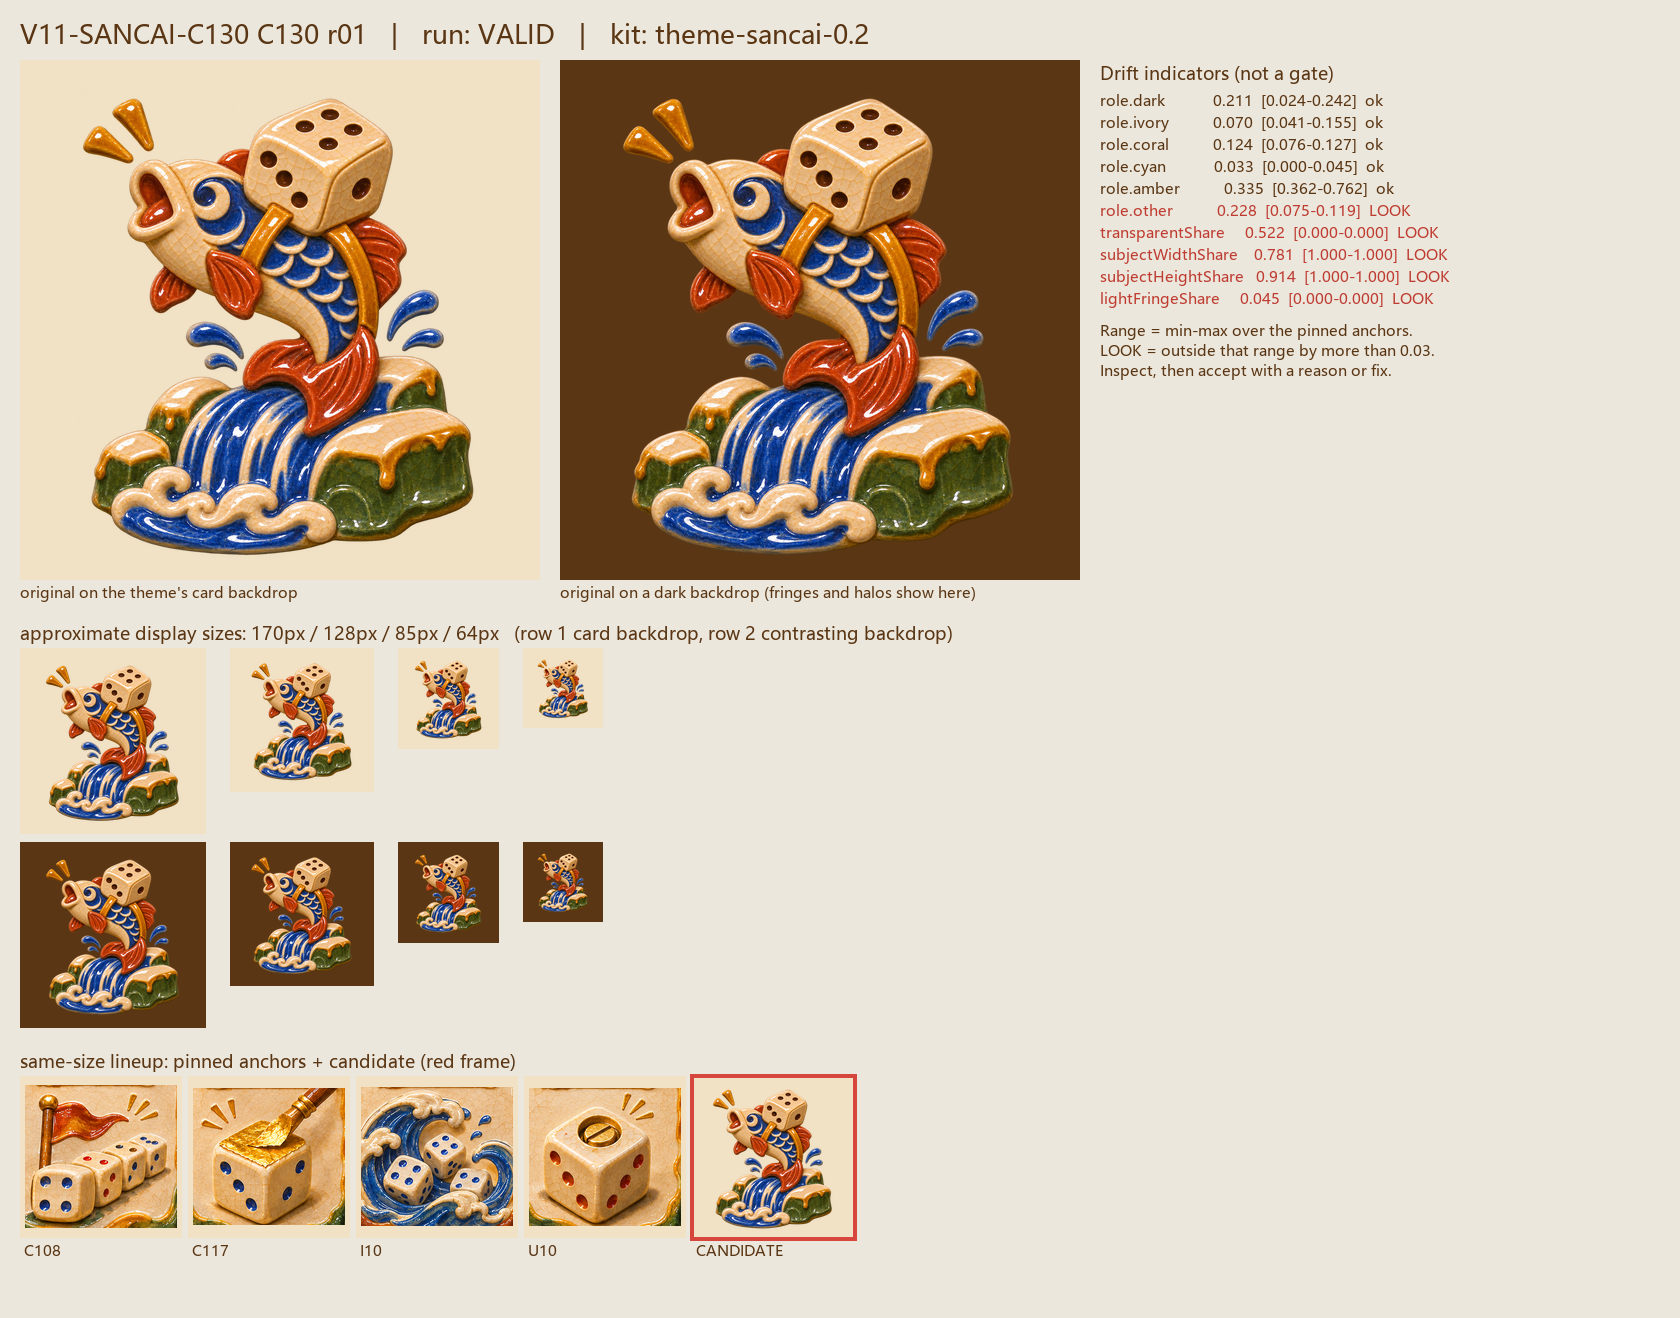 V11-SANCAI-C130 C130 r01   |   run: VALID   |   kit: theme-sancai-0.2
Drift indicators (not a gate)
role.dark 0.211 [0.024-0.242] ok
role.ivory 0.070 [0.041-0.155] ok
role.coral 0.124 [0.076-0.127] ok
role.cyan 0.033 [0.000-0.045] ok
role.amber 0.335 [0.362-0.762] ok
role.other 0.228 [0.075-0.119] LOOK
transparentShare 0.522 [0.000-0.000] LOOK
subjectWidthShare 0.781 [1.000-1.000] LOOK
subjectHeightShare 0.914 [1.000-1.000] LOOK
lightFringeShare 0.045 [0.000-0.000] LOOK
Range = min-max over the pinned anchors.
LOOK = outside that range by more than 0.03.
Inspect, then accept with a reason or fix.
original on the theme's card backdrop
original on a dark backdrop (fringes and halos show here)
approximate display sizes: 170px / 128px / 85px / 64px   (row 1 card backdrop, row 2 contrasting backdrop)
same-size lineup: pinned anchors + candidate (red frame)
C108
C117
I10
U10
CANDIDATE